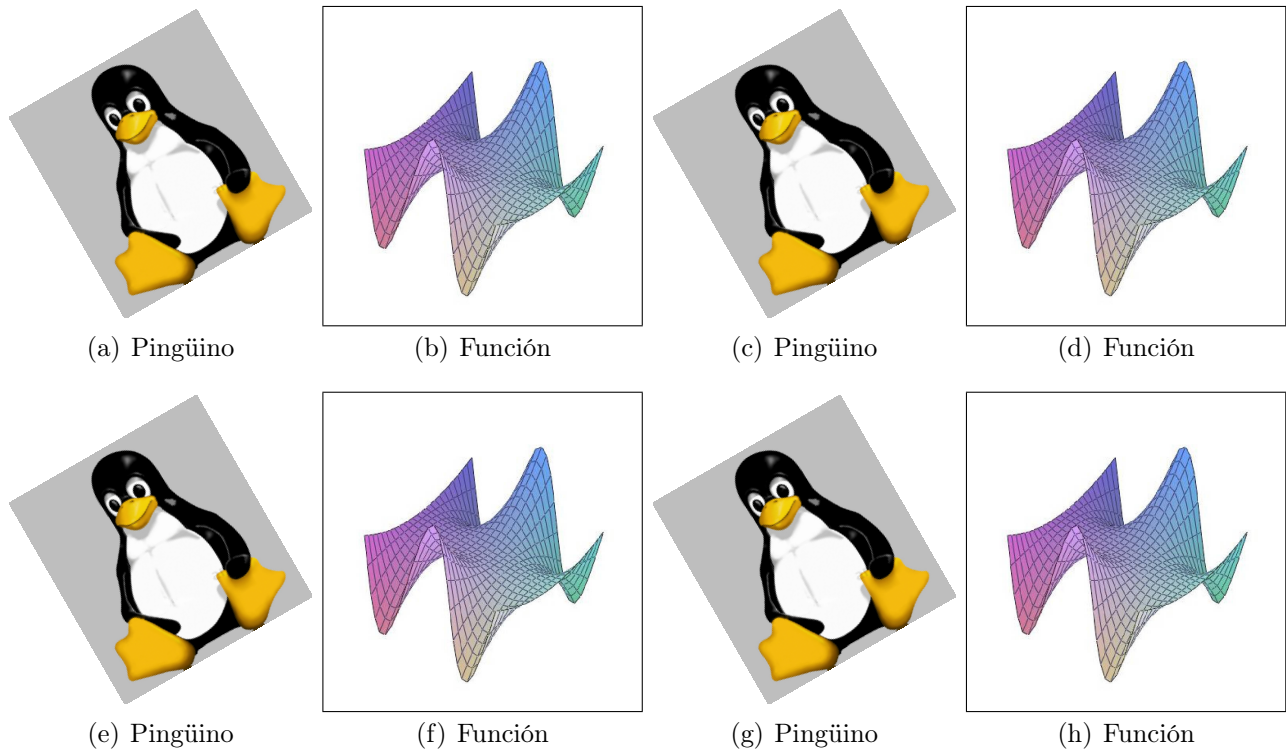 (a) Pingüino
(b) Función
(c) Pingüino
(d) Función
(e) Pingüino
(f) Función
(g) Pingüino
(h) Función